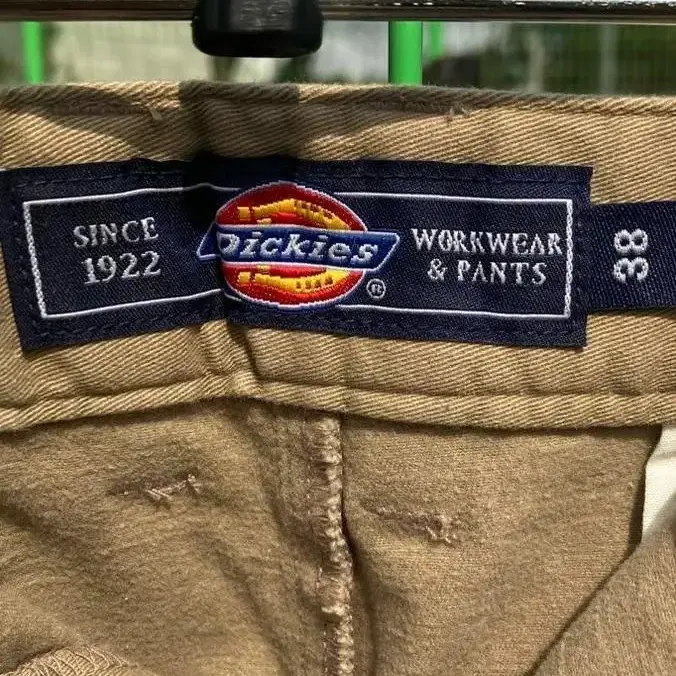 SINCE
1922
Dickies
®
WORKWEAR
& PANTS
38